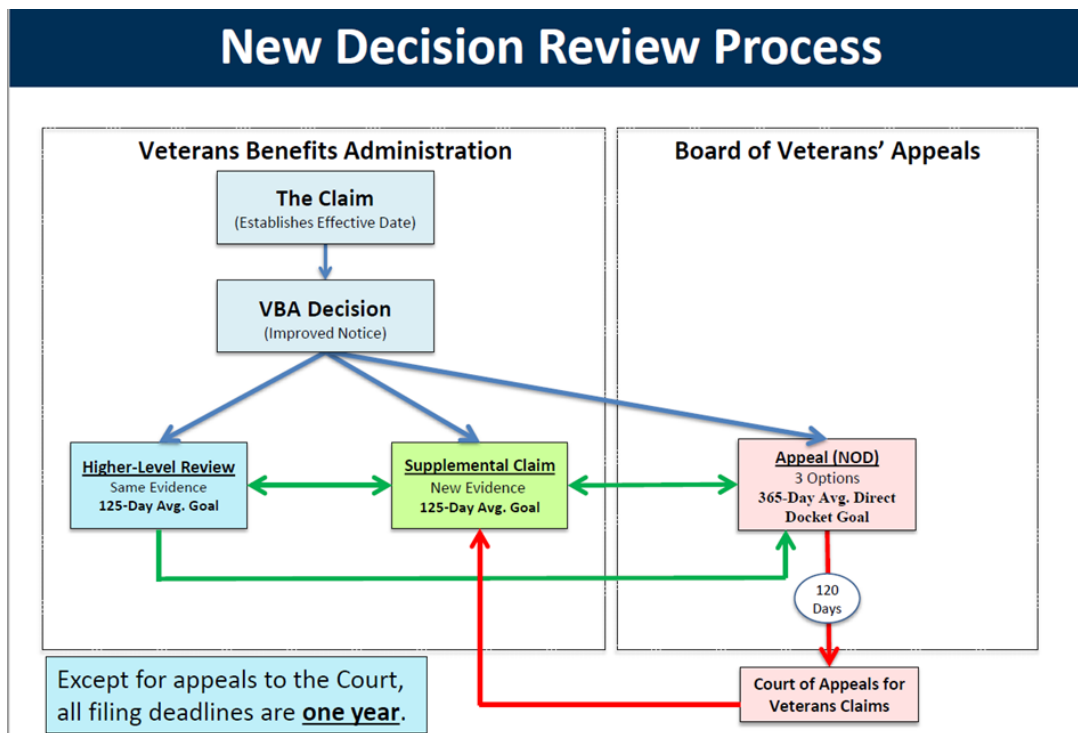 New Decision Review Process
Veterans Benefits Administration
Board of Veterans’ Appeals
The Claim
(Establishes Effective Date)
VBA Decision
(Improved Notice)
Higher-Level Review
Same Evidence
125-Day Avg. Goal
Supplemental Claim
New Evidence
125-Day Avg. Goal
Appeal (NOD)
3 Options
365-Day Avg. Direct
Docket Goal
120
Days
Except for appeals to the Court,
all filing deadlines are one year.
Court of Appeals for
Veterans Claims